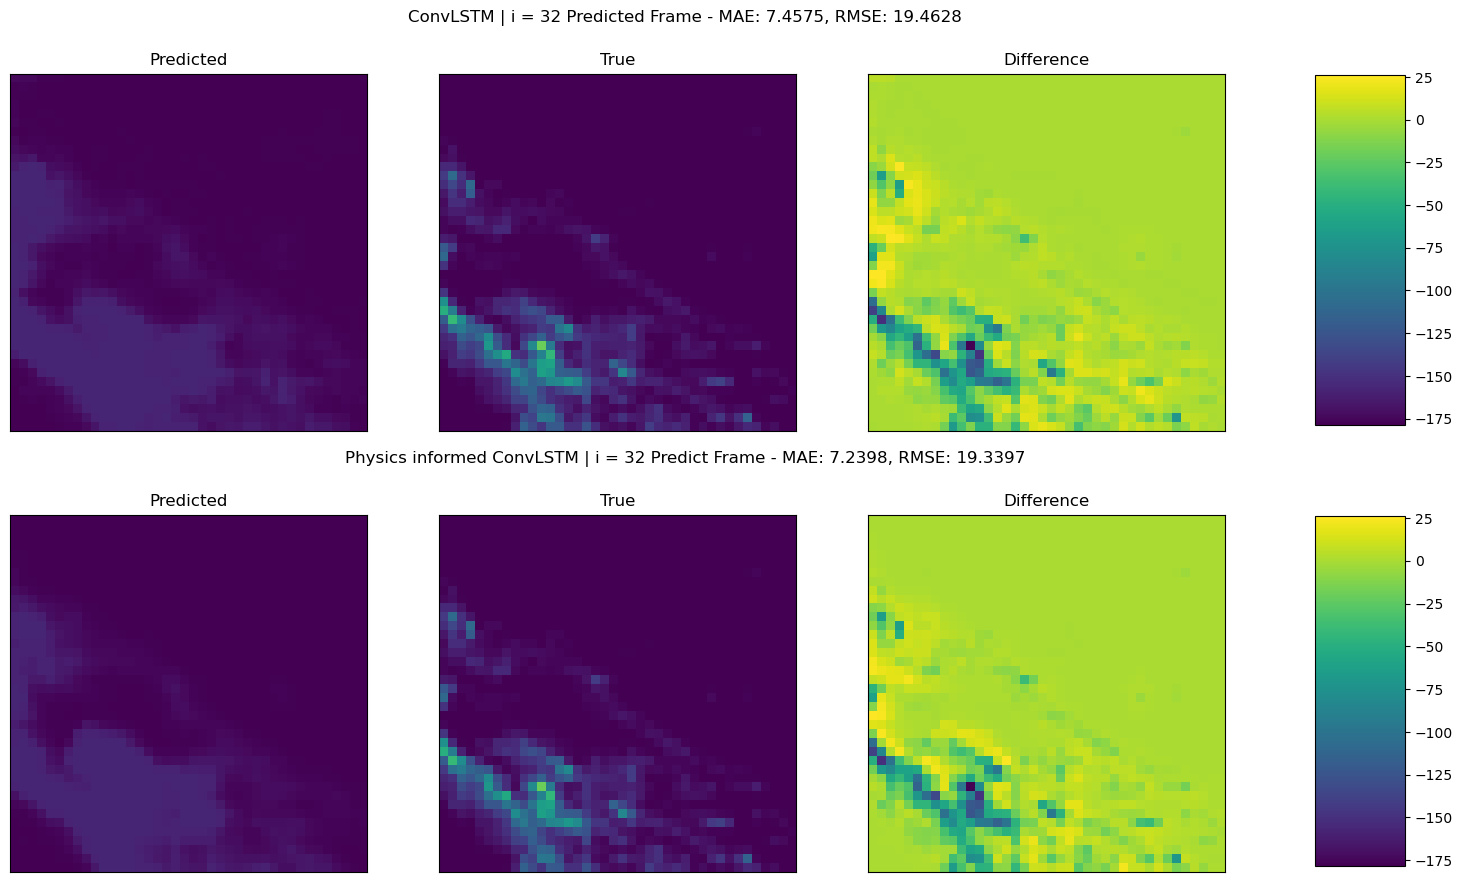 ConvLSTM | i = 32 Predicted Frame - MAE: 7.4575, RMSE: 19.4628
Predicted
True
Difference
25
0
−25
−50
−75
−100
−125
−150
−175
Physics informed ConvLSTM | i = 32 Predict Frame - MAE: 7.2398, RMSE: 19.3397
Predicted
True
Difference
25
0
−25
−50
−75
−100
−125
−150
−175